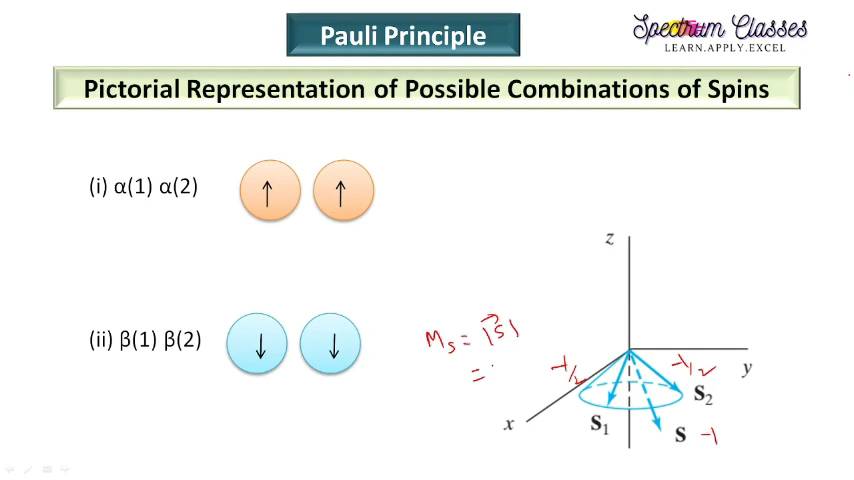 Pauli Principle
Spectrum Classes
LEARN.APPLY.EXCEL
Pictorial Representation of Possible Combinations of Spins
(i) α(1) α(2)
(ii) β(1) β(2)
z
y
x
S₁
S₂
S -1
Mₛ = |S⃗|
=
-1/2
-1/2